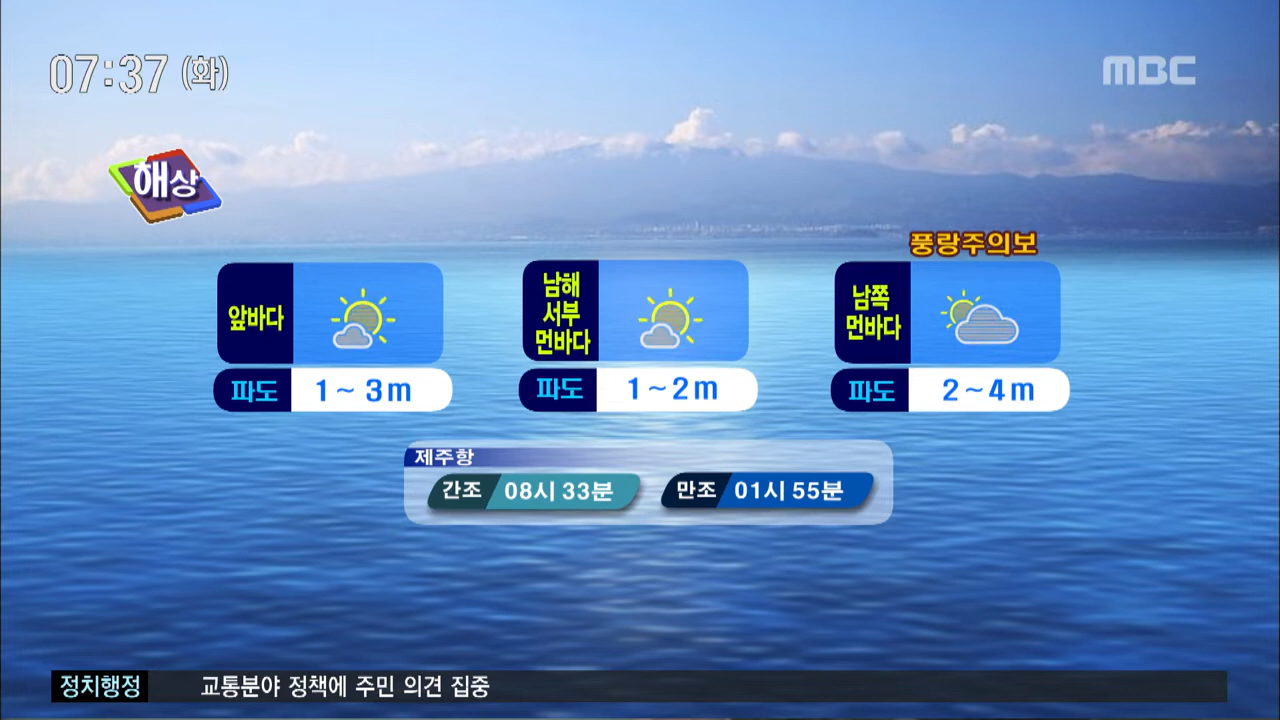 07:37 (화)
MBC
해상
풍랑주의보
앞바다
파도 1~3m
남해
서부
먼바다
파도 1~2m
남쪽
먼바다
파도 2~4m
제주항
간조 08시 33분
만조 01시 55분
정치행정 교통분야 정책에 주민 의견 집중